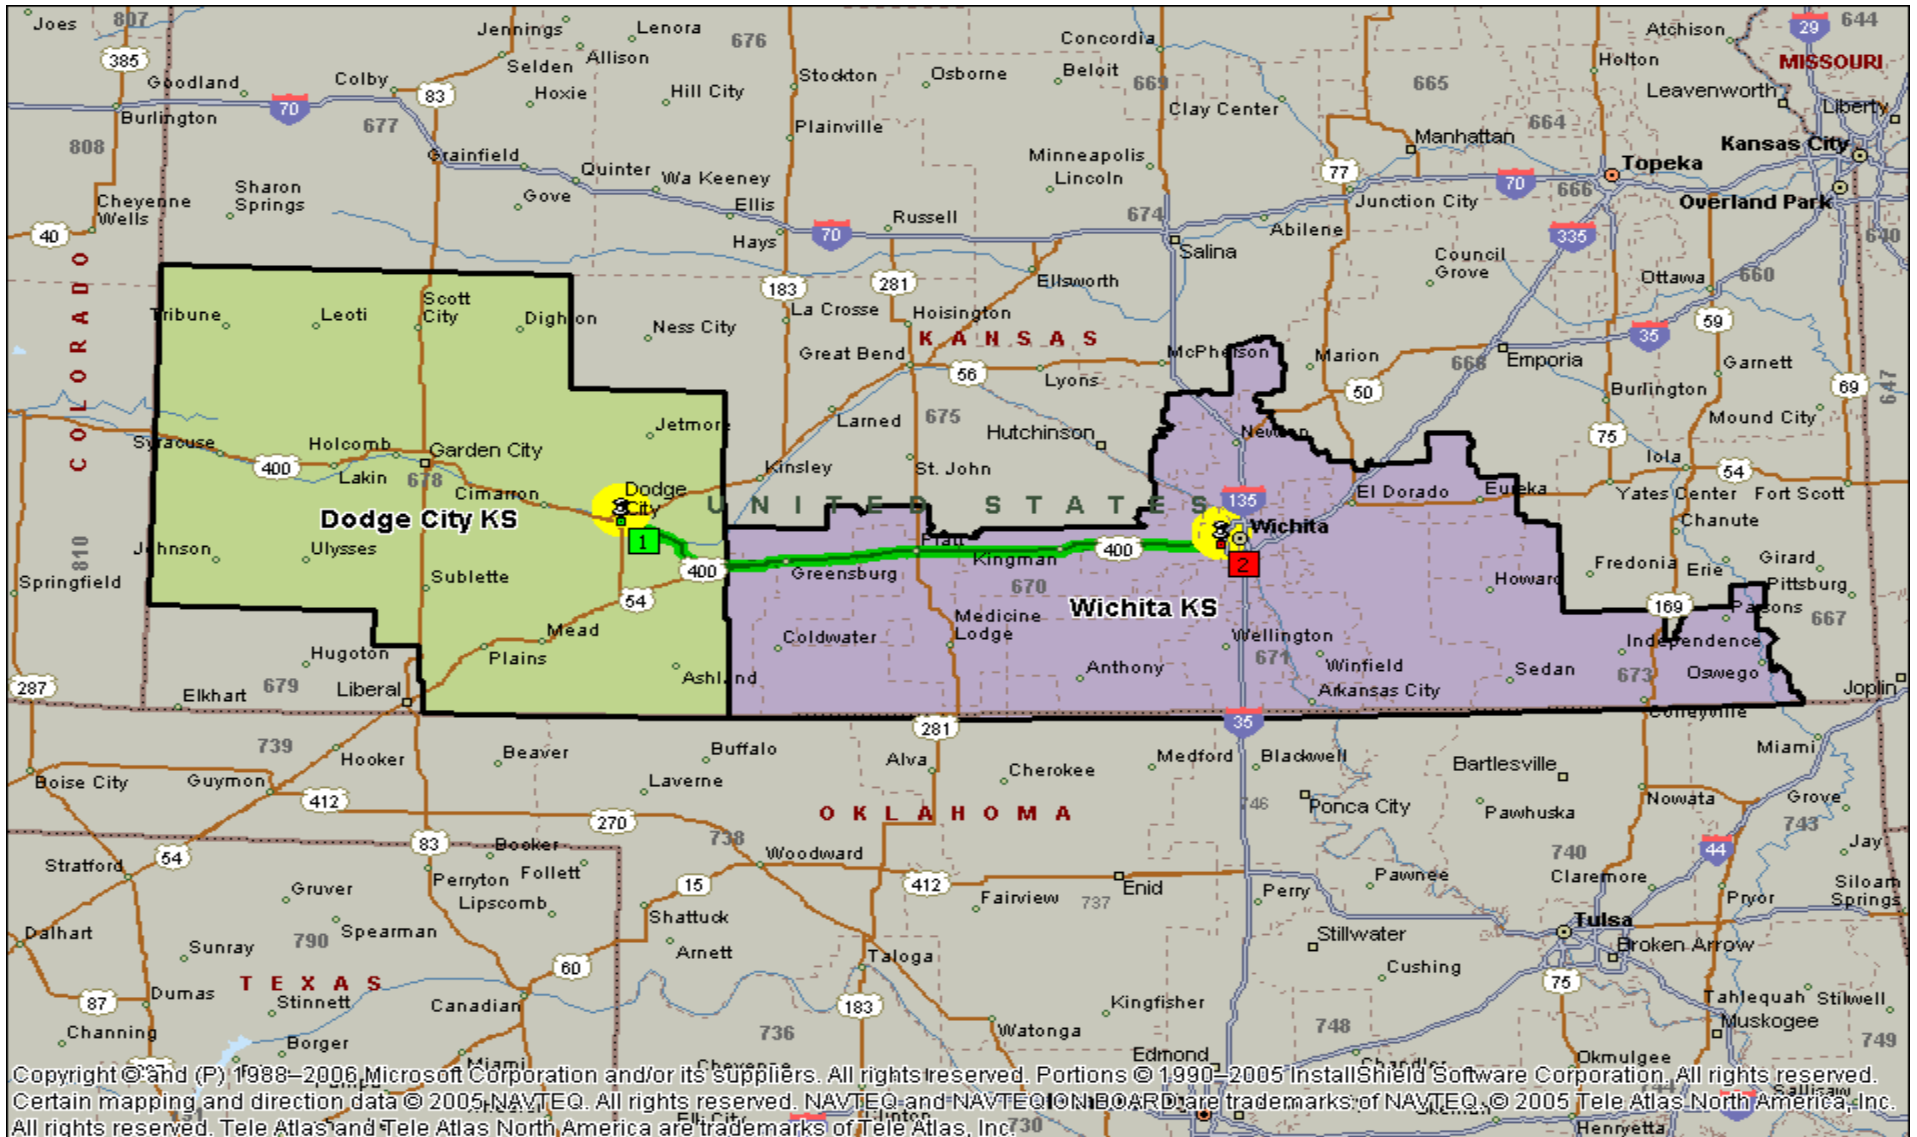 Joes
807
Jennings
Lenora
676
Concordia
Atchison
29
644
385
Selden
Allison
Stockton
Osborne
Beloit
669
665
Holton
MISSOURI
Goodland
Colby
83
Hoxie
Hill City
Clay Center
Leavenworth
Liberty
70
Burlington
677
Plainville
664
Manhattan
Kansas City
808
Grainfield
Quinter
Wa Keeney
Minneapolis
Lincoln
77
70
666
Topeka
Sharon
Springs
Cheyenne
Wells
Gove
Ellis
Russell
674
Junction City
Overland Park
40
Hays
70
Abilene
335
640
Salina
Council
Grove
Ottawa
660
COLORADO
183
281
Ellsworth
Tribune
Leoti
Scott
City
Dighton
Ness City
La Crosse
Hoisington
59
KANSAS
35
Great Bend
McPherson
Marion
668
Emporia
Garnett
56
Lyons
50
Burlington
69
647
Jetmore
Larned
675
Mound City
Syracuse
Holcomb
Garden City
Hutchinson
Newton
75
400
Lakin
678
Kinsley
St. John
Iola
54
Cimarron
Dodge
City
UNITED STATES
135
El Dorado
Eureka
Yates Center
Fort Scott
Dodge City KS
Wichita
Chanute
810
Johnson
Ulysses
1
Pratt
Kingman
400
2
Girard
Springfield
Sublette
400
Greensburg
670
Howard
Fredonia
Erie
Pittsburg
54
Wichita KS
169
Parsons
667
Mead
Coldwater
Medicine
Lodge
Wellington
Independence
Hugoton
Plains
671
Winfield
Sedan
673
Oswego
287
Elkhart
679
Liberal
Ashland
Anthony
Arkansas City
Joplin
281
35
Coffeyville
739
Beaver
Buffalo
Alva
Medford
Blackwell
Miami
Boise City
Guymon
Hooker
Laverne
Cherokee
Bartlesville
412
OKLAHOMA
746
Ponca City
Pawhuska
Nowata
Grove
270
743
54
83
738
Booker
Woodward
740
44
Jay
Stratford
Perryton
Follett
15
412
Enid
Perry
Pawnee
Claremore
Siloam
Springs
Gruver
Lipscomb
Fairview
737
Pryor
Dalhart
790
Spearman
Shattuck
Stillwater
Tulsa
Sunray
Arnett
Taloga
Broken Arrow
60
Cushing
TEXAS
75
87
Dumas
Stinnett
Canadian
183
Kingfisher
Tahlequah
Stilwell
Channing
736
Watonga
748
Muskogee
749
Borger
Miami
Cheyenne
Edmond
Chandler
Okmulgee
Copyright © and (P) 1988–2006 Microsoft Corporation and/or its suppliers. All rights reserved. Portions © 1990–2005 InstallShield Software Corporation. All rights reserved.
Certain mapping and direction data © 2005 NAVTEQ. All rights reserved. NAVTEQ and NAVTEQ ON BOARD are trademarks of NAVTEQ. © 2005 Tele Atlas North America, Inc.
All rights reserved. Tele Atlas and Tele Atlas North America are trademarks of Tele Atlas, Inc.
Elk City
Clinton
730
Sallisaw
Henryetta